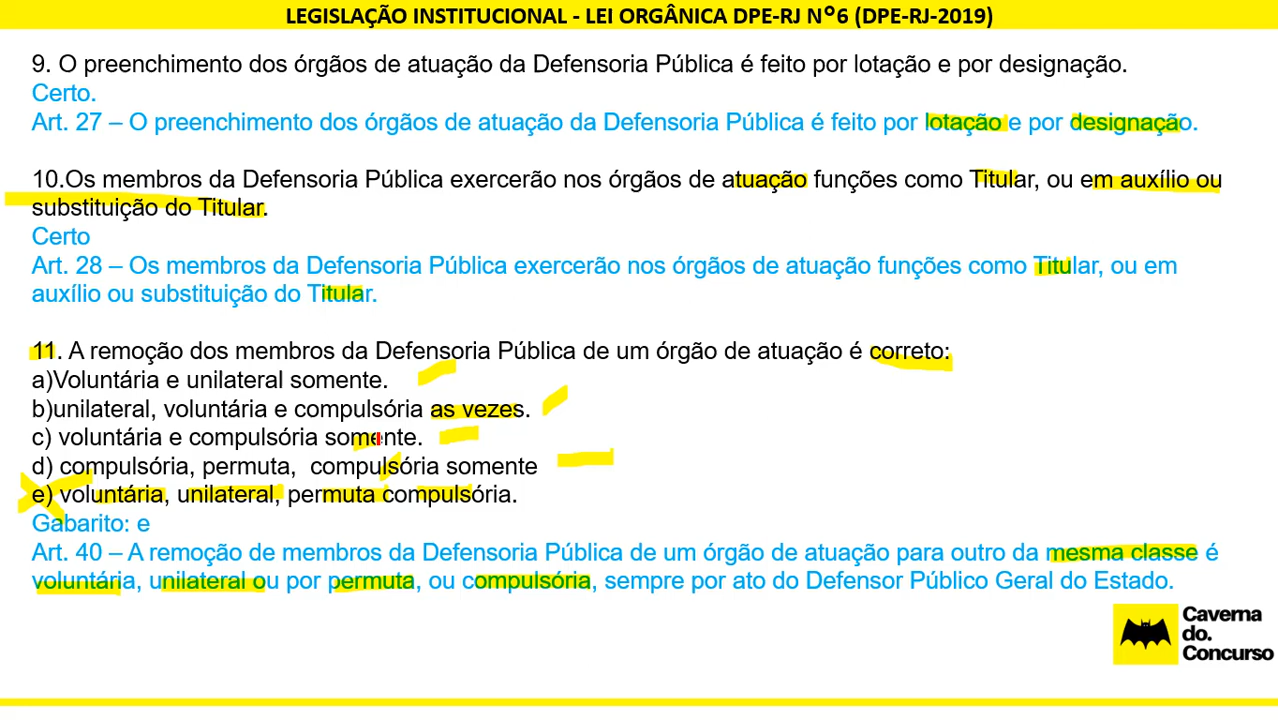 LEGISLAÇÃO INSTITUCIONAL - LEI ORGÂNICA DPE-RJ Nº6 (DPE-RJ-2019)
9. O preenchimento dos órgãos de atuação da Defensoria Pública é feito por lotação e por designação.
Certo.
Art. 27 – O preenchimento dos órgãos de atuação da Defensoria Pública é feito por lotação e por designação.
10.Os membros da Defensoria Pública exercerão nos órgãos de atuação funções como Titular, ou em auxílio ou
substituição do Titular.
Certo
Art. 28 – Os membros da Defensoria Pública exercerão nos órgãos de atuação funções como Titular, ou em
auxílio ou substituição do Titular.
11. A remoção dos membros da Defensoria Pública de um órgão de atuação é correto:
a)Voluntária e unilateral somente.
b)unilateral, voluntária e compulsória as vezes.
c) voluntária e compulsória somente.
d) compulsória, permuta, compulsória somente
e) voluntária, unilateral, permuta compulsória.
Gabarito: e
Art. 40 – A remoção de membros da Defensoria Pública de um órgão de atuação para outro da mesma classe é
voluntária, unilateral ou por permuta, ou compulsória, sempre por ato do Defensor Público Geral do Estado.
Caverna
do.
Concurso